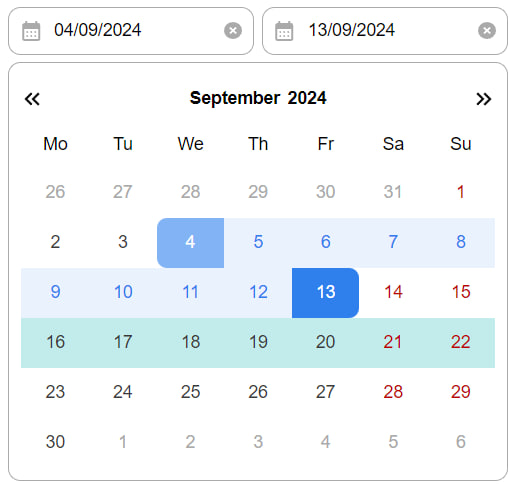 04/09/2024 13/09/2024
« September 2024 »
Mo Tu We Th Fr Sa Su
26 27 28 29 30 31 1
2 3 4 5 6 7 8
9 10 11 12 13 14 15
16 17 18 19 20 21 22
23 24 25 26 27 28 29
30 1 2 3 4 5 6